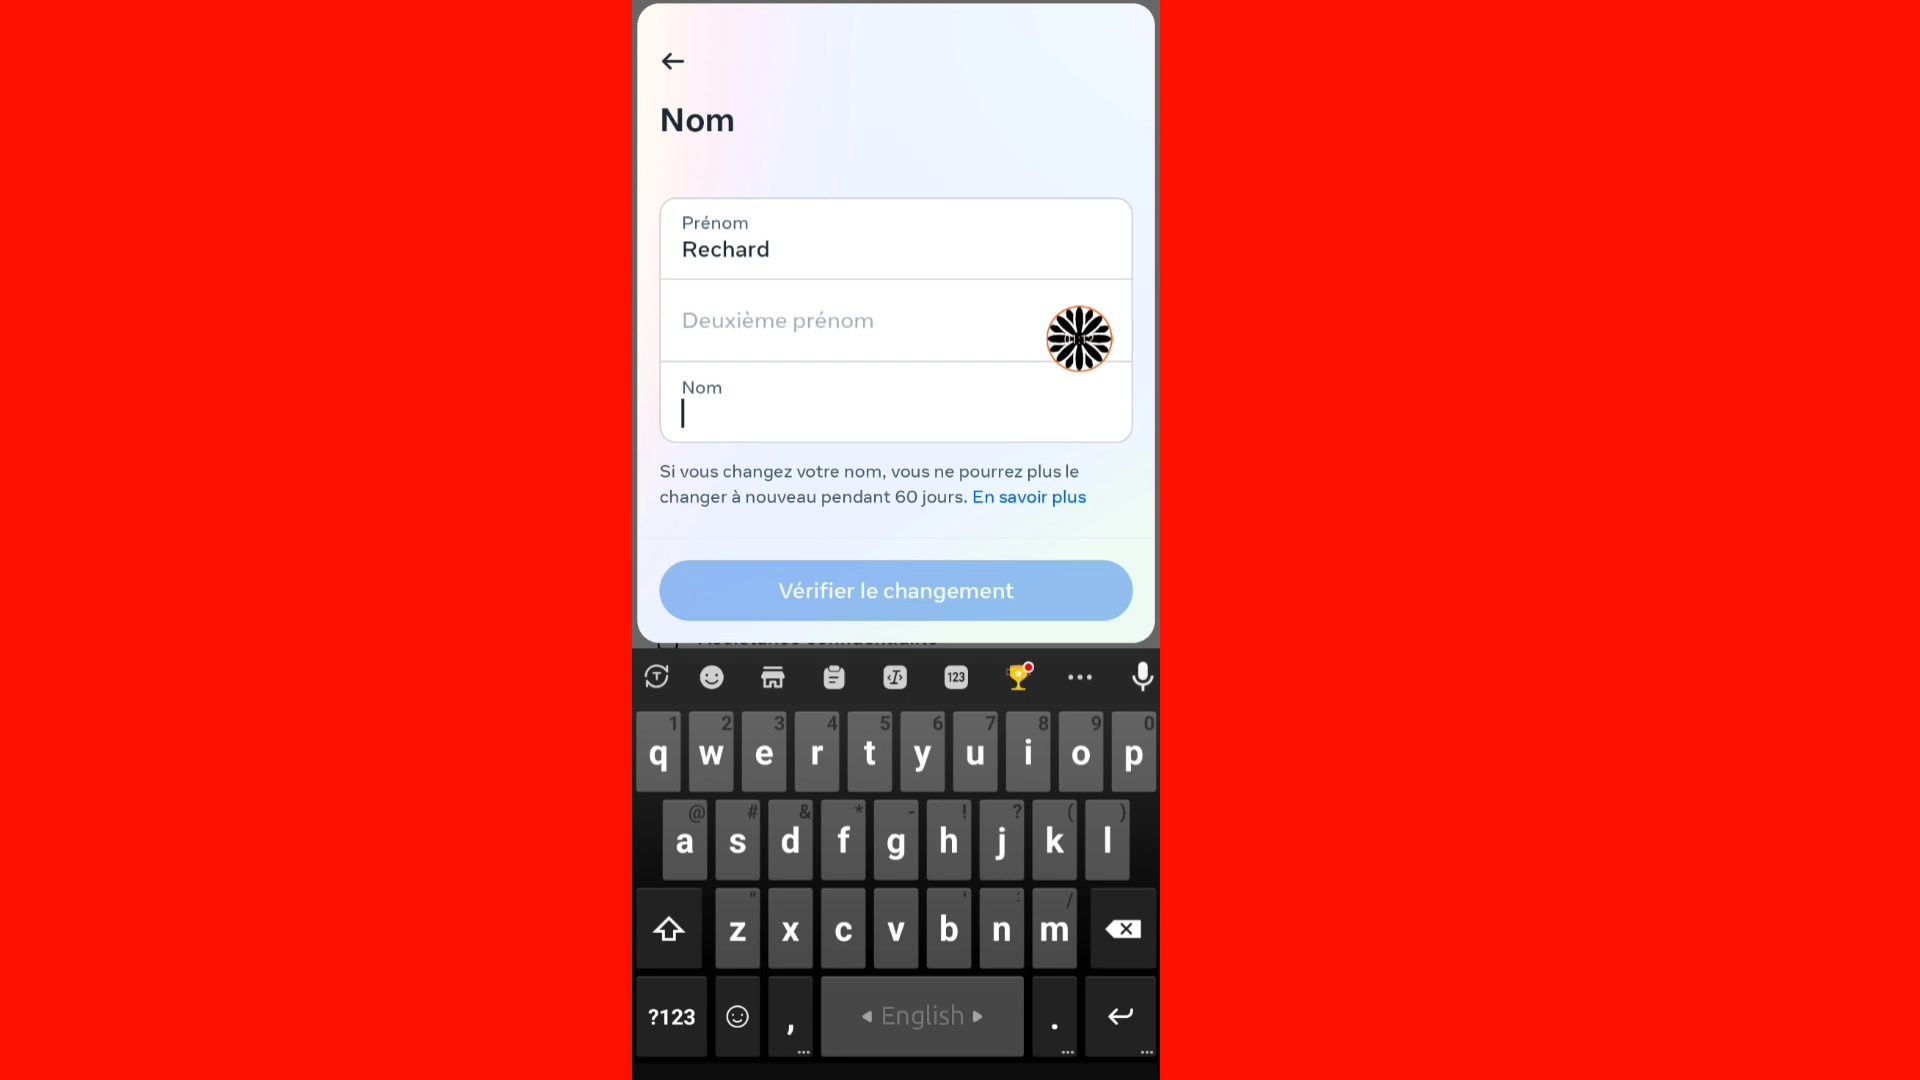 Nom
Prénom
Rechard
Deuxième prénom
Nom
Si vous changez votre nom, vous ne pourrez plus le
changer à nouveau pendant 60 jours. En savoir plus
Vérifier le changement
123
1 2 3 4 5 6 7 8 9 0
q w e r t y u i o p
@ # & * - ! ? ( )
a s d f g h j k l
" ' : /
z x c v b n m
?123 , English .